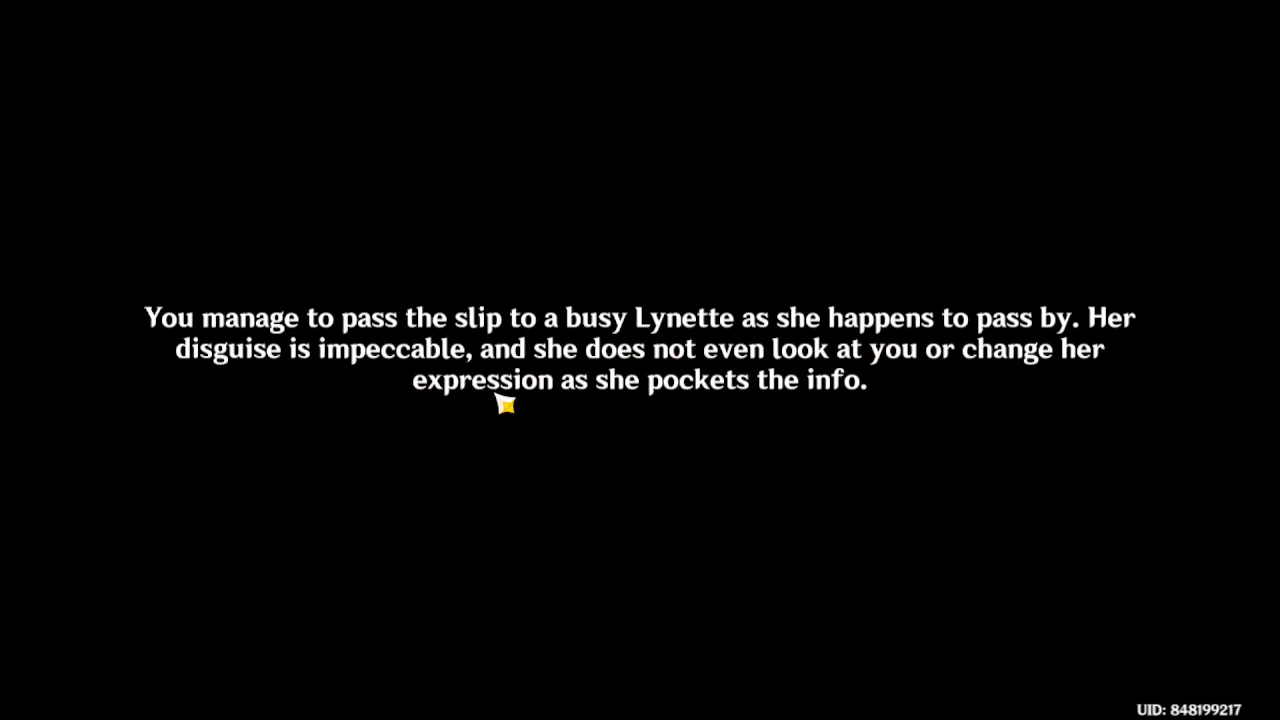 You manage to pass the slip to a busy Lynette as she happens to pass by. Her
disguise is impeccable, and she does not even look at you or change her
expression as she pockets the info.
UID: 848199217